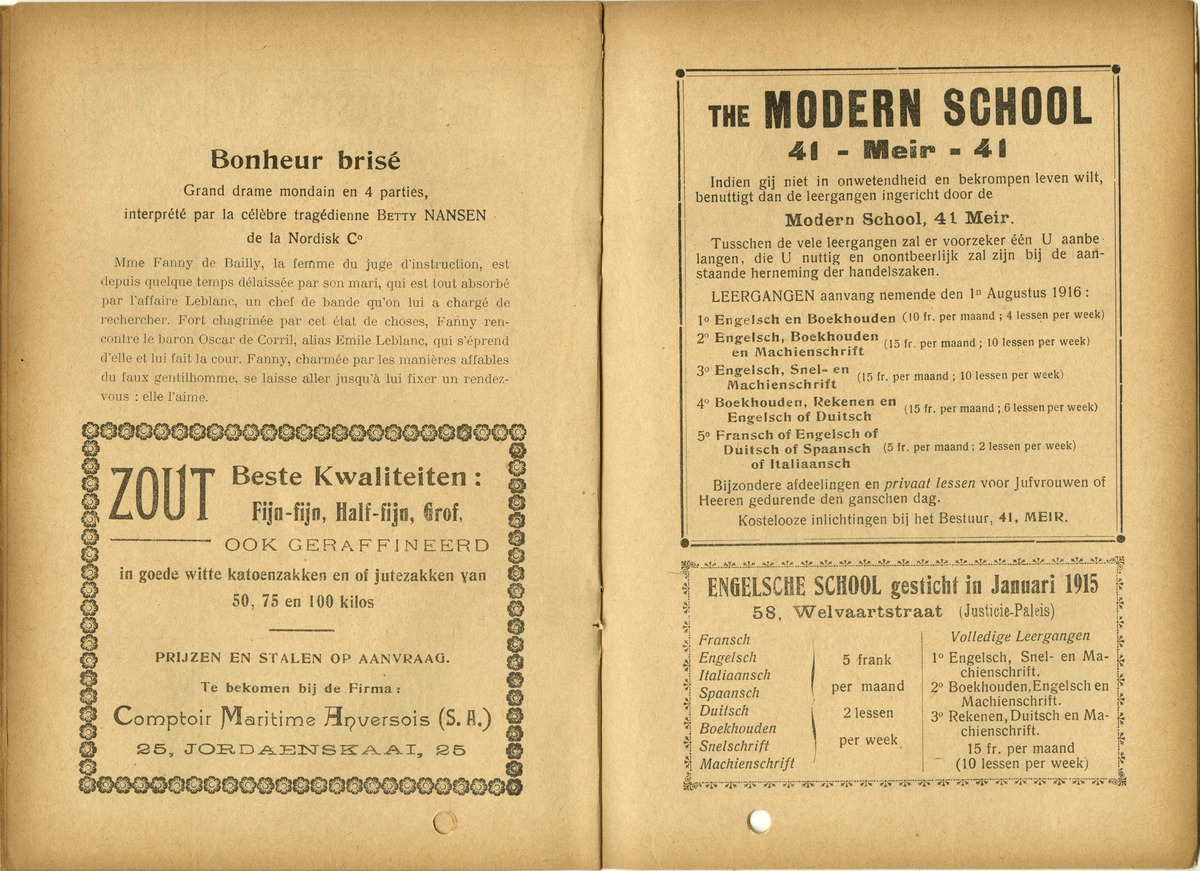 Bonheur brisé
Grand drame mondain en 4 parties,
interprété par la célèbre tragédienne BETTY NANSEN
de la Nordisk Cº
Mme Fanny de Bailly, la femme du juge d'instruction, est
depuis quelque temps délaissée par son mari, qui est tout absorbé
par l'affaire Leblanc, un chef de bande qu'on lui a chargé de
rechercher. Fort chagrinée par cet état de choses, Fanny ren-
contre le baron Oscar de Corril, alias Emile Leblanc, qui s'éprend
d'elle et lui fait la cour. Fanny, charmée par les manières affables
du faux gentilhomme, se laisse aller jusqu'à lui fixer un rendez-
vous : elle l'aime.
ZOUT Beste Kwaliteiten :
Fijn-fijn, Half-fijn, Grof,
OOK GERAFFINEERD
in goede witte katoenzakken en of jutezakken van
50, 75 en 100 kilos
PRIJZEN EN STALEN OP AANVRAAG.
Te bekomen bij de Firma :
Comptoir Maritime Anversois (S. A.)
25, JORDAENSKAAI, 25
THE MODERN SCHOOL
41 - Meir - 41
Indien gij niet in onwetendheid en bekrompen leven wilt,
benuttigt dan de leergangen ingericht door de
Modern School, 41 Meir.
Tusschen de vele leergangen zal er voorzeker één U aanbe-
langen, die U nuttig en onontbeerlijk zal zijn bij de aan-
staande herneming der handelszaken.
LEERGANGEN aanvang nemende den 1n Augustus 1916 :
1º Engelsch en Boekhouden (10 fr. per maand ; 4 lessen per week)
2º Engelsch, Boekhouden
en Machienschrift (15 fr. per maand ; 10 lessen per week)
3º Engelsch, Snel- en
Machienschrift (15 fr. per maand ; 10 lessen per week)
4º Boekhouden, Rekenen en
Engelsch of Duitsch (15 fr. per maand ; 6 lessen per week)
5º Fransch of Engelsch of
Duitsch of Spaansch (5 fr. per maand ; 2 lessen per week)
of Italiaansch
Bijzondere afdeelingen en privaat lessen voor Jufvrouwen of
Heeren gedurende den ganschen dag.
Kostelooze inlichtingen bij het Bestuur, 41, MEIR.
ENGELSCHE SCHOOL gesticht in Januari 1915
58, Welvaartstraat (Justicie-Paleis)
Fransch
Engelsch
Italiaansch
Spaansch
Duitsch
Boekhouden
Snelschrift
Machienschrift
5 frank
per maand
2 lessen
per week
Volledige Leergangen
1º Engelsch, Snel- en Ma-
chienschrift.
2º Boekhouden, Engelsch en
Machienschrift.
3º Rekenen, Duitsch en Ma-
chienschrift.
15 fr. per maand
(10 lessen per week)